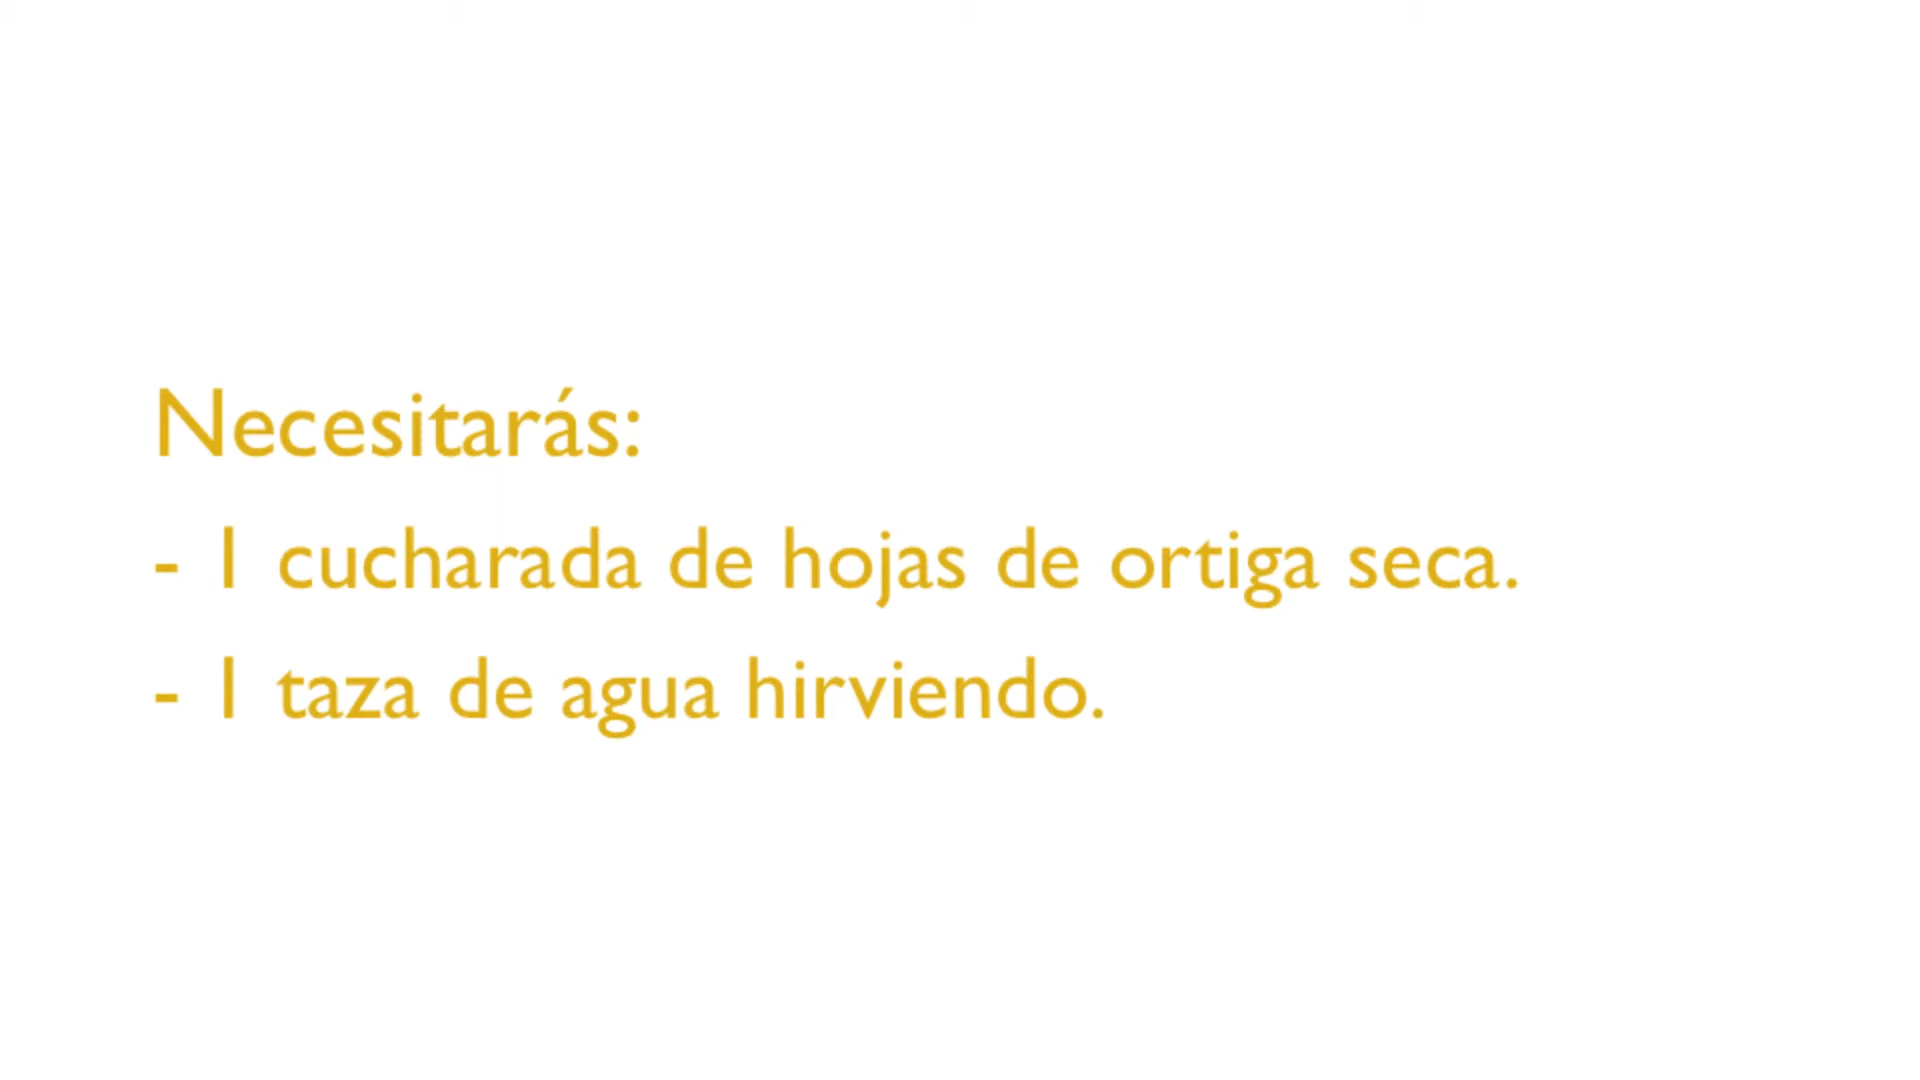 Necesitarás:
- 1 cucharada de hojas de ortiga seca.
- 1 taza de agua hirviendo.